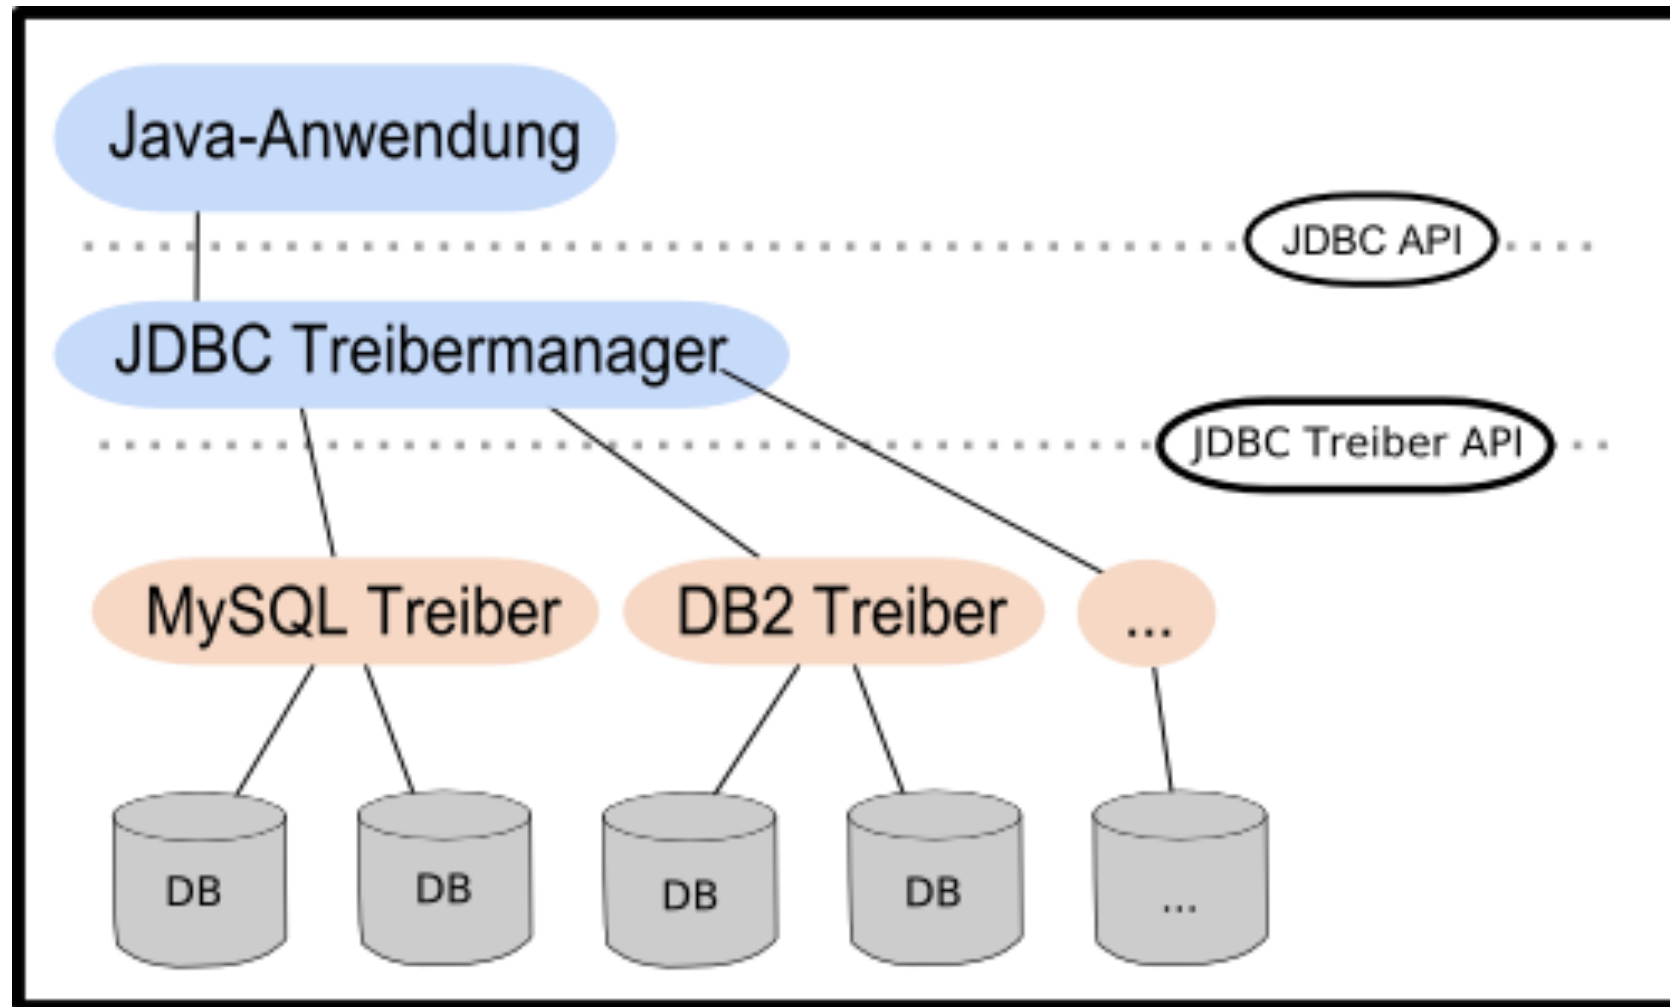 Java-Anwendung
JDBC API
JDBC Treibermanager
JDBC Treiber API
MySQL Treiber
DB2 Treiber
...
DB
DB
DB
DB
...